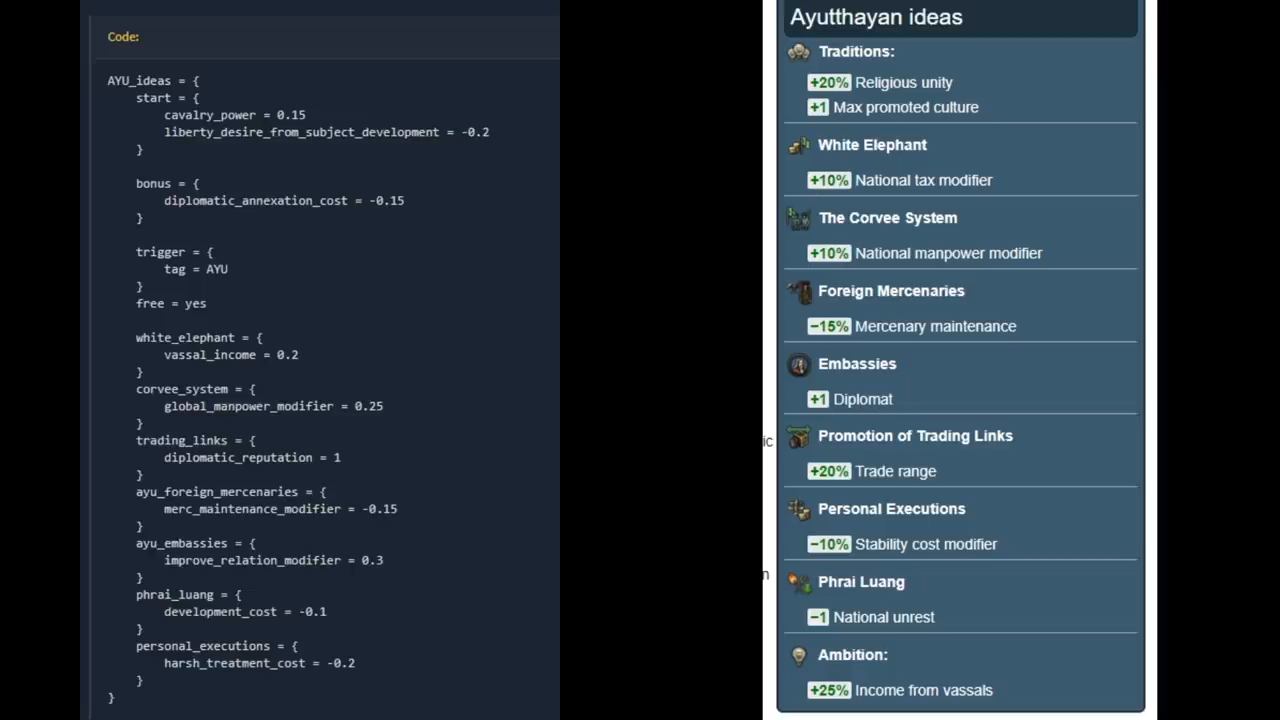 Code:
AYU_ideas = {
start = {
cavalry_power = 0.15
liberty_desire_from_subject_development = -0.2
}
bonus = {
diplomatic_annexation_cost = -0.15
}
trigger = {
tag = AYU
}
free = yes
white_elephant = {
vassal_income = 0.2
}
corvee_system = {
global_manpower_modifier = 0.25
}
trading_links = {
diplomatic_reputation = 1
}
ayu_foreign_mercenaries = {
merc_maintenance_modifier = -0.15
}
ayu_embassies = {
improve_relation_modifier = 0.3
}
phrai_luang = {
development_cost = -0.1
}
personal_executions = {
harsh_treatment_cost = -0.2
}
}
ic
n
Ayutthayan ideas
Traditions:
+20% Religious unity
+1 Max promoted culture
White Elephant
+10% National tax modifier
The Corvee System
+10% National manpower modifier
Foreign Mercenaries
−15% Mercenary maintenance
Embassies
+1 Diplomat
Promotion of Trading Links
+20% Trade range
Personal Executions
−10% Stability cost modifier
Phrai Luang
−1 National unrest
Ambition:
+25% Income from vassals